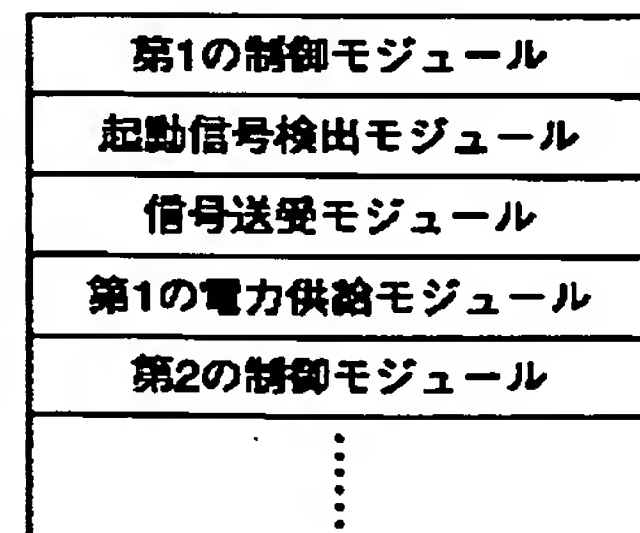 第1の制御モジュール
起動信号検出モジュール
信号送受モジュール
第1の電力供給モジュール
第2の制御モジュール